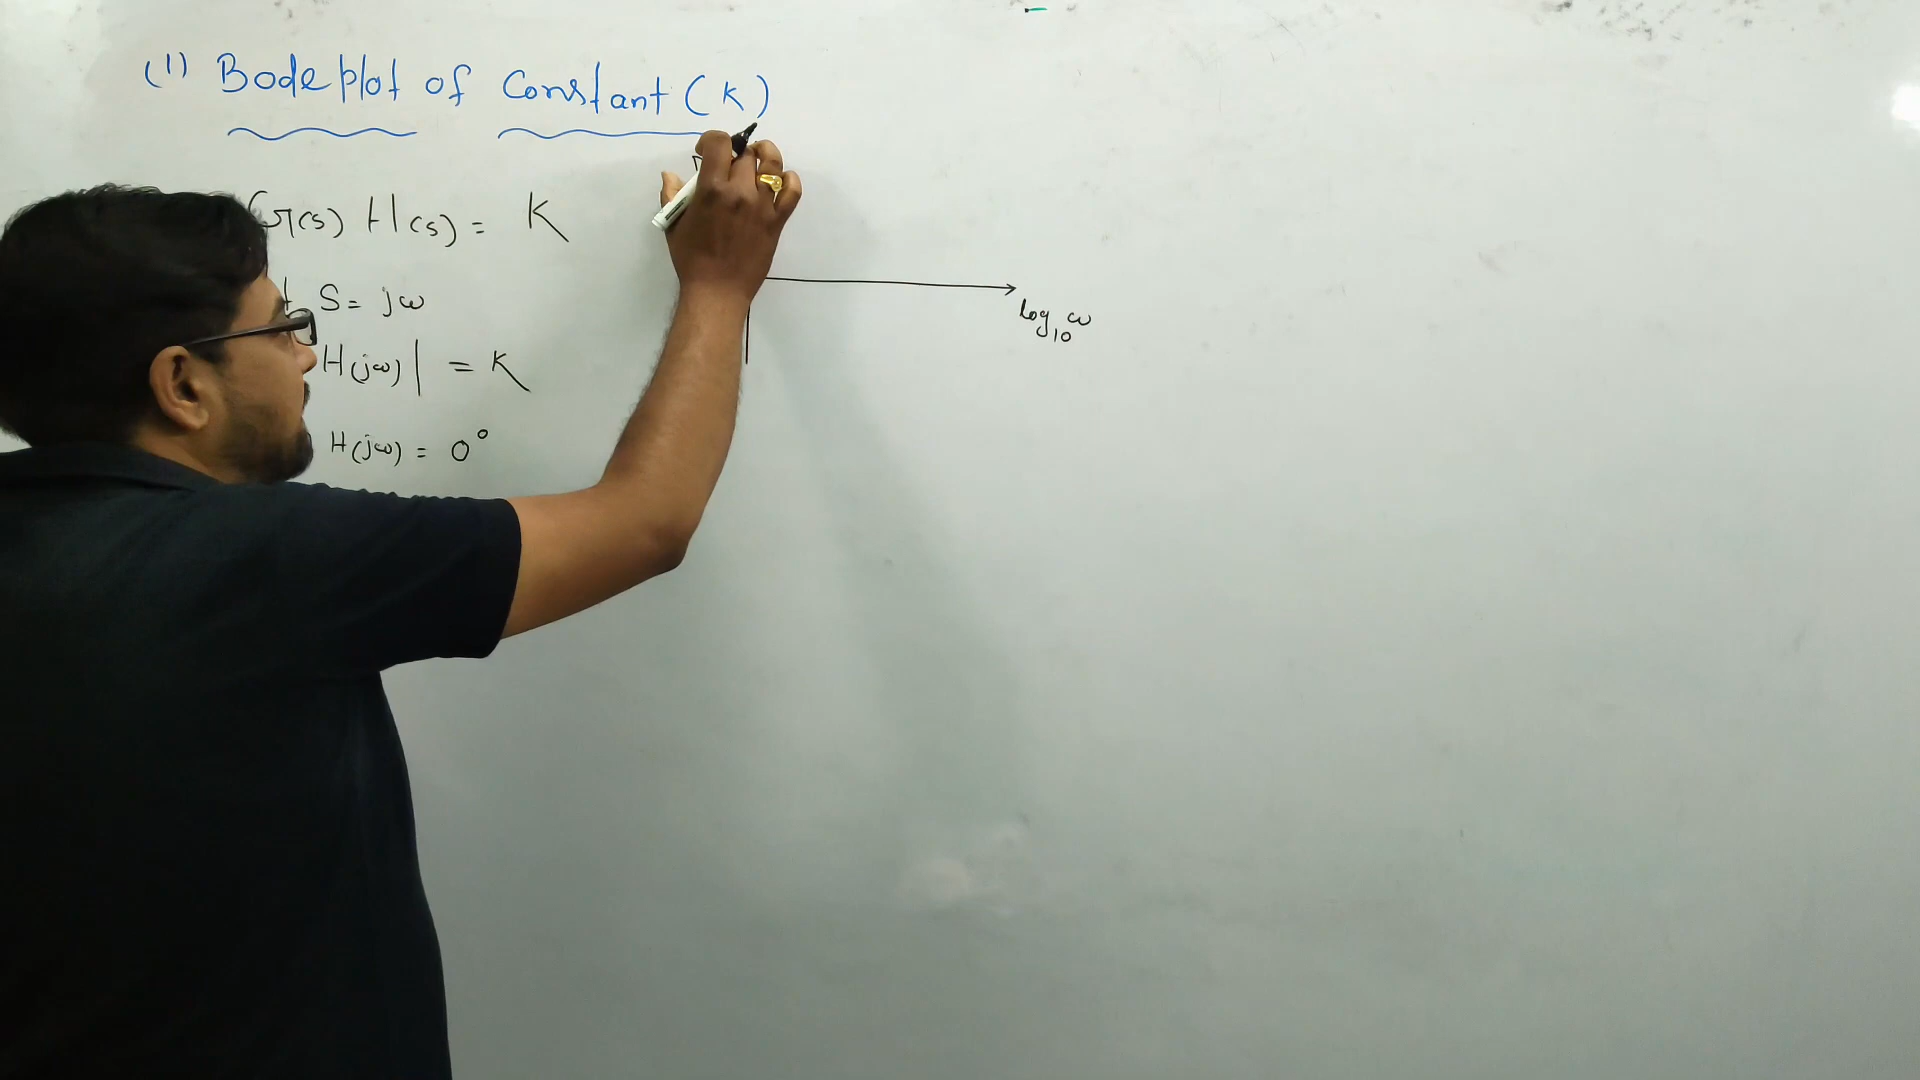 (1) Bode plot of Constant (K)
G(s) H(s) = K
S = jω
H(jω)| = K
H(jω) = 0°
log10 ω